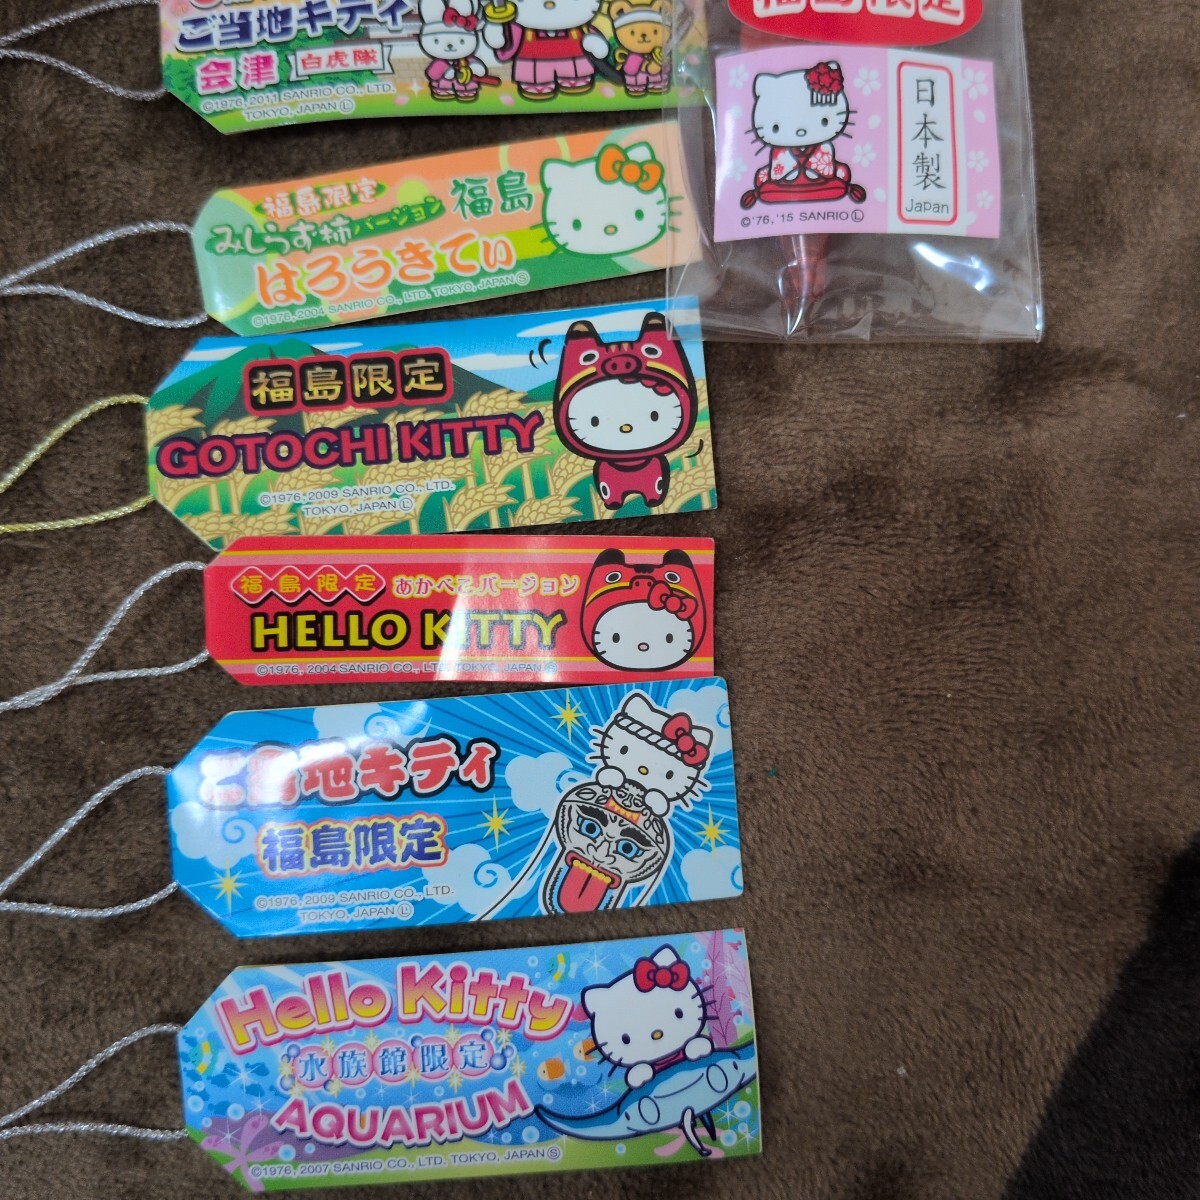 ご当地キティ
会津 白虎隊
©1976, 2011 SANRIO CO., LTD.
TOKYO, JAPAN Ⓛ
福島限定
日本製
Japan
©'76, '15 SANRIO Ⓛ
福島限定
みしらず柿バージョン 福島
はろうきてぃ
©1976, 2004 SANRIO CO., LTD. TOKYO, JAPAN Ⓢ
福島限定
GOTOCHI KITTY
©1976, 2009 SANRIO CO., LTD.
TOKYO, JAPAN Ⓛ
福島限定 あかべこバージョン
HELLO KITTY
©1976, 2004 SANRIO CO., LTD. TOKYO, JAPAN Ⓢ
ご当地キティ
福島限定
©1976, 2009 SANRIO CO., LTD.
TOKYO, JAPAN Ⓛ
Hello Kitty
水族館限定
AQUARIUM
©1976, 2007 SANRIO CO., LTD. TOKYO, JAPAN Ⓢ